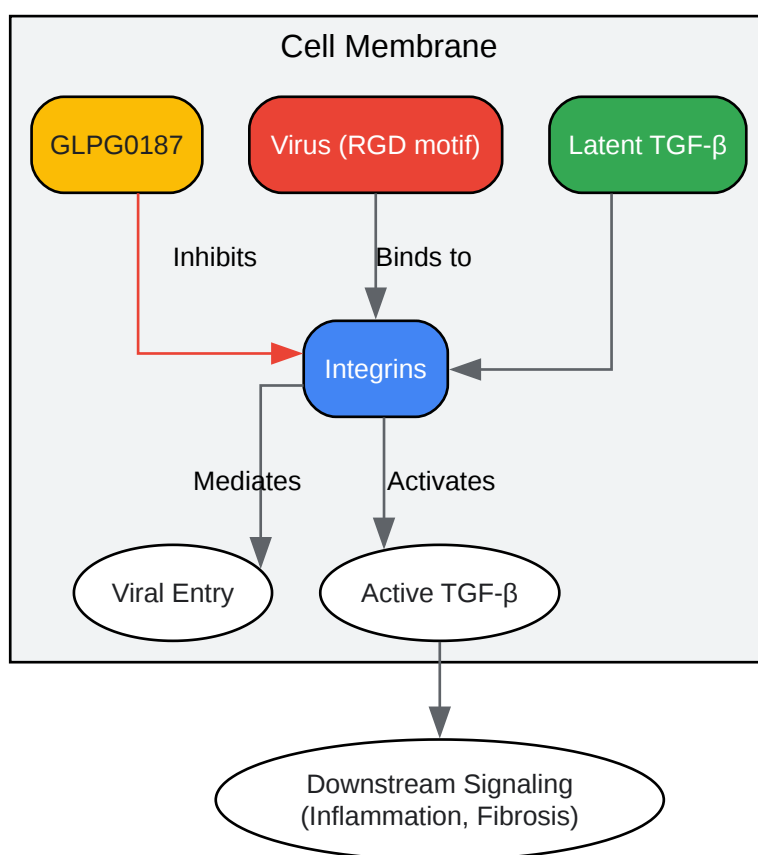 Cell Membrane
GLPG0187
Virus (RGD motif)
Latent TGF-β
Inhibits
Binds to
Integrins
Mediates
Activates
Viral Entry
Active TGF-β
Downstream Signaling
(Inflammation, Fibrosis)